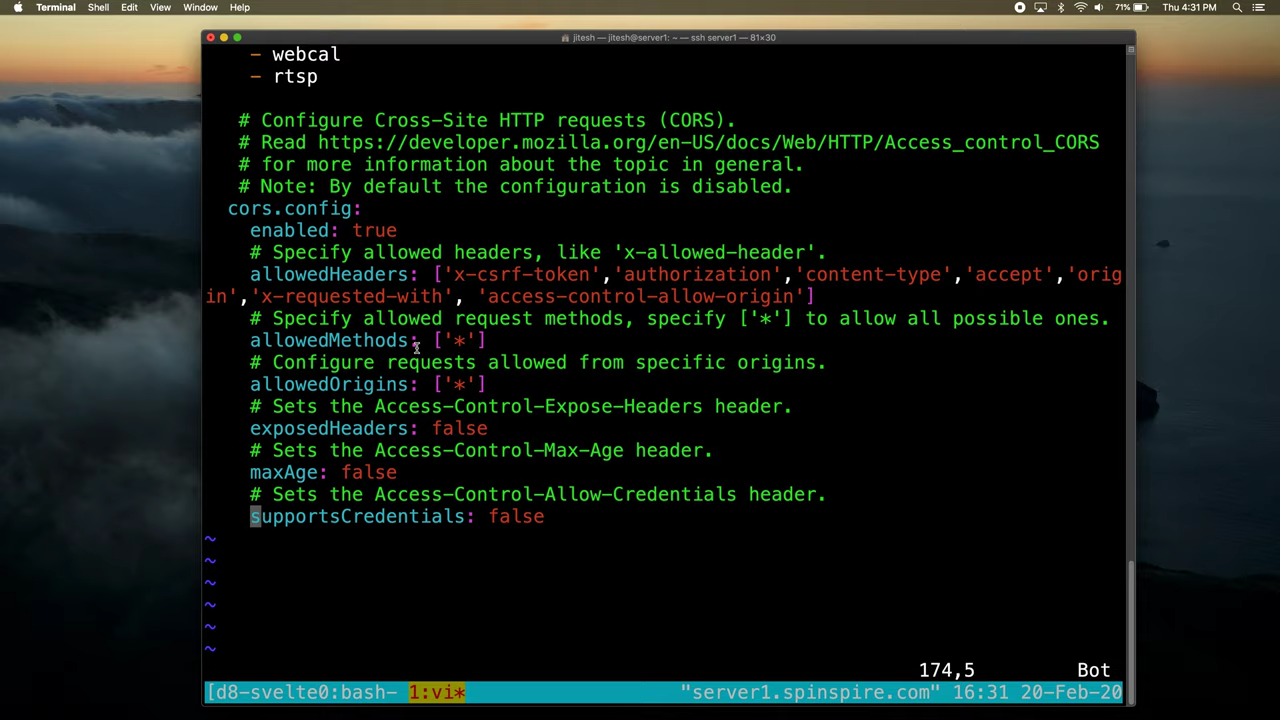 Terminal Shell Edit View Window Help 71% Thu 4:31 PM
jitesh — jitesh@server1: ~ — ssh server1 — 81×30
- webcal
- rtsp
# Configure Cross-Site HTTP requests (CORS).
# Read https://developer.mozilla.org/en-US/docs/Web/HTTP/Access_control_CORS
# for more information about the topic in general.
# Note: By default the configuration is disabled.
cors.config:
enabled: true
# Specify allowed headers, like 'x-allowed-header'.
allowedHeaders: ['x-csrf-token','authorization','content-type','accept','orig
in','x-requested-with', 'access-control-allow-origin']
# Specify allowed request methods, specify ['*'] to allow all possible ones.
allowedMethods: ['*']
# Configure requests allowed from specific origins.
allowedOrigins: ['*']
# Sets the Access-Control-Expose-Headers header.
exposedHeaders: false
# Sets the Access-Control-Max-Age header.
maxAge: false
# Sets the Access-Control-Allow-Credentials header.
supportsCredentials: false
~
~
~
~
~
~
174,5 Bot
[d8-svelte0:bash- 1:vi* "server1.spinspire.com" 16:31 20-Feb-20